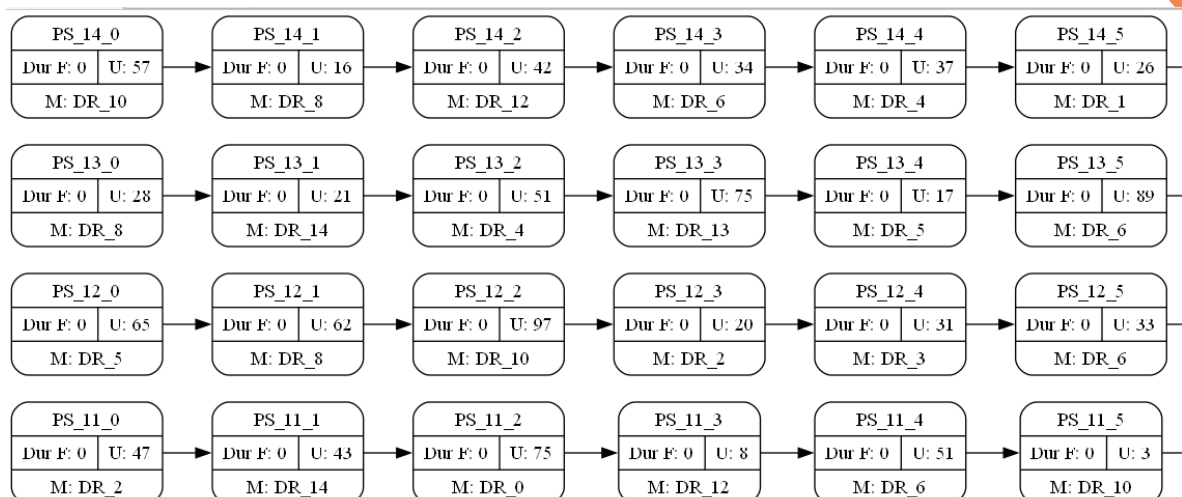 PS_14_0 PS_14_1 PS_14_2 PS_14_3 PS_14_4 PS_14_5
Dur F: 0 U: 57 Dur F: 0 U: 16 Dur F: 0 U: 42 Dur F: 0 U: 34 Dur F: 0 U: 37 Dur F: 0 U: 26
M: DR_10 M: DR_8 M: DR_12 M: DR_6 M: DR_4 M: DR_1
PS_13_0 PS_13_1 PS_13_2 PS_13_3 PS_13_4 PS_13_5
Dur F: 0 U: 28 Dur F: 0 U: 21 Dur F: 0 U: 51 Dur F: 0 U: 75 Dur F: 0 U: 17 Dur F: 0 U: 89
M: DR_8 M: DR_14 M: DR_4 M: DR_13 M: DR_5 M: DR_6
PS_12_0 PS_12_1 PS_12_2 PS_12_3 PS_12_4 PS_12_5
Dur F: 0 U: 65 Dur F: 0 U: 62 Dur F: 0 U: 97 Dur F: 0 U: 20 Dur F: 0 U: 31 Dur F: 0 U: 33
M: DR_5 M: DR_8 M: DR_10 M: DR_2 M: DR_3 M: DR_6
PS_11_0 PS_11_1 PS_11_2 PS_11_3 PS_11_4 PS_11_5
Dur F: 0 U: 47 Dur F: 0 U: 43 Dur F: 0 U: 75 Dur F: 0 U: 8 Dur F: 0 U: 51 Dur F: 0 U: 3
M: DR_2 M: DR_14 M: DR_0 M: DR_12 M: DR_6 M: DR_10